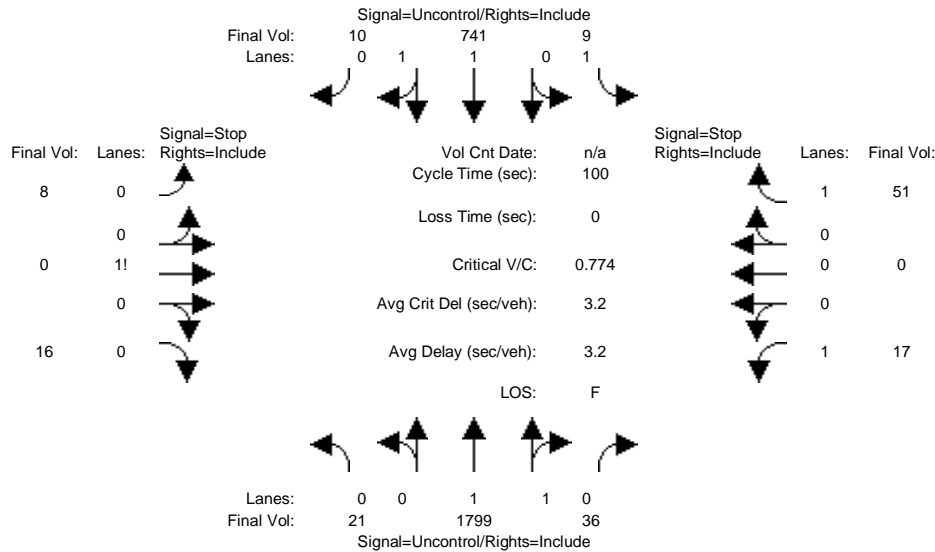 Signal=Uncontrol/Rights=Include
Final Vol: 10 741 9
Lanes: 0 1 1 0 1
Signal=Stop
Final Vol: Lanes: Rights=Include
Vol Cnt Date: n/a
Signal=Stop
Rights=Include Lanes: Final Vol:
Cycle Time (sec): 100
8 0
1 51
Loss Time (sec): 0
0
0
0 1!
Critical V/C: 0.774
0 0
0
Avg Crit Del (sec/veh): 3.2
0
16 0
Avg Delay (sec/veh): 3.2
1 17
LOS: F
Lanes: 0 0 1 1 0
Final Vol: 21 1799 36
Signal=Uncontrol/Rights=Include